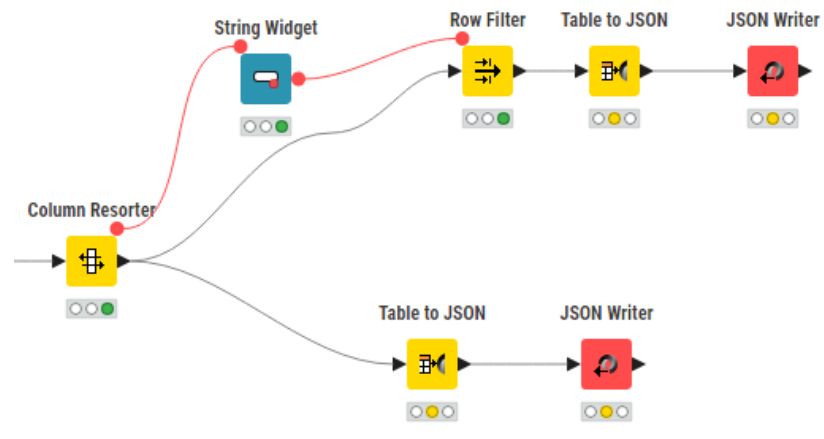 String Widget
Row Filter
Table to JSON
JSON Writer
Column Resorter
Table to JSON
JSON Writer